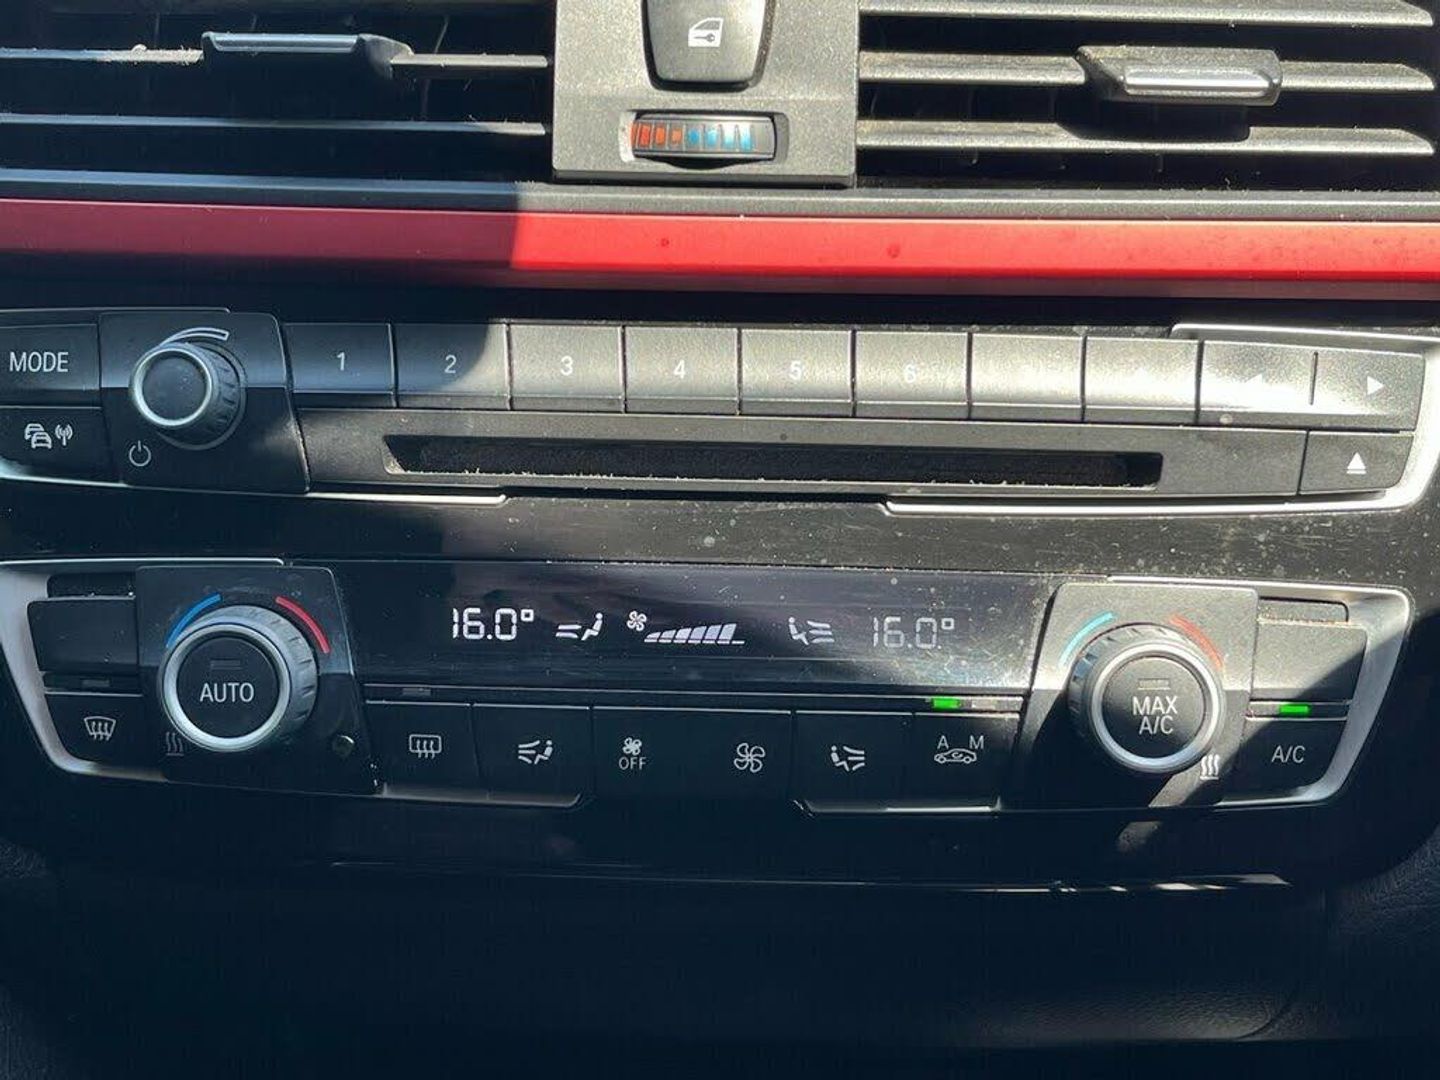 MODE
1 2 3 4 5 6
16.0° 16.0°
AUTO
OFF
A M
MAX
A/C
A/C